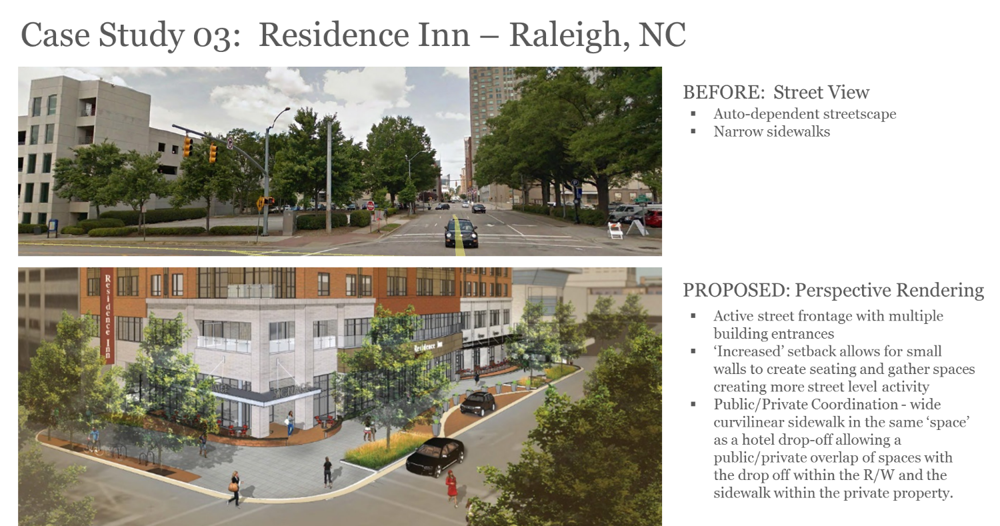 Case Study 03:  Residence Inn – Raleigh, NC
BEFORE:  Street View
▪ Auto-dependent streetscape
▪ Narrow sidewalks
Residence Inn
Residence Inn
SIGNAGE
PROPOSED: Perspective Rendering
▪ Active street frontage with multiple
building entrances
▪ ‘Increased’ setback allows for small
walls to create seating and gather spaces
creating more street level activity
▪ Public/Private Coordination - wide
curvilinear sidewalk in the same ‘space’
as a hotel drop-off allowing a
public/private overlap of spaces with
the drop off within the R/W and the
sidewalk within the private property.